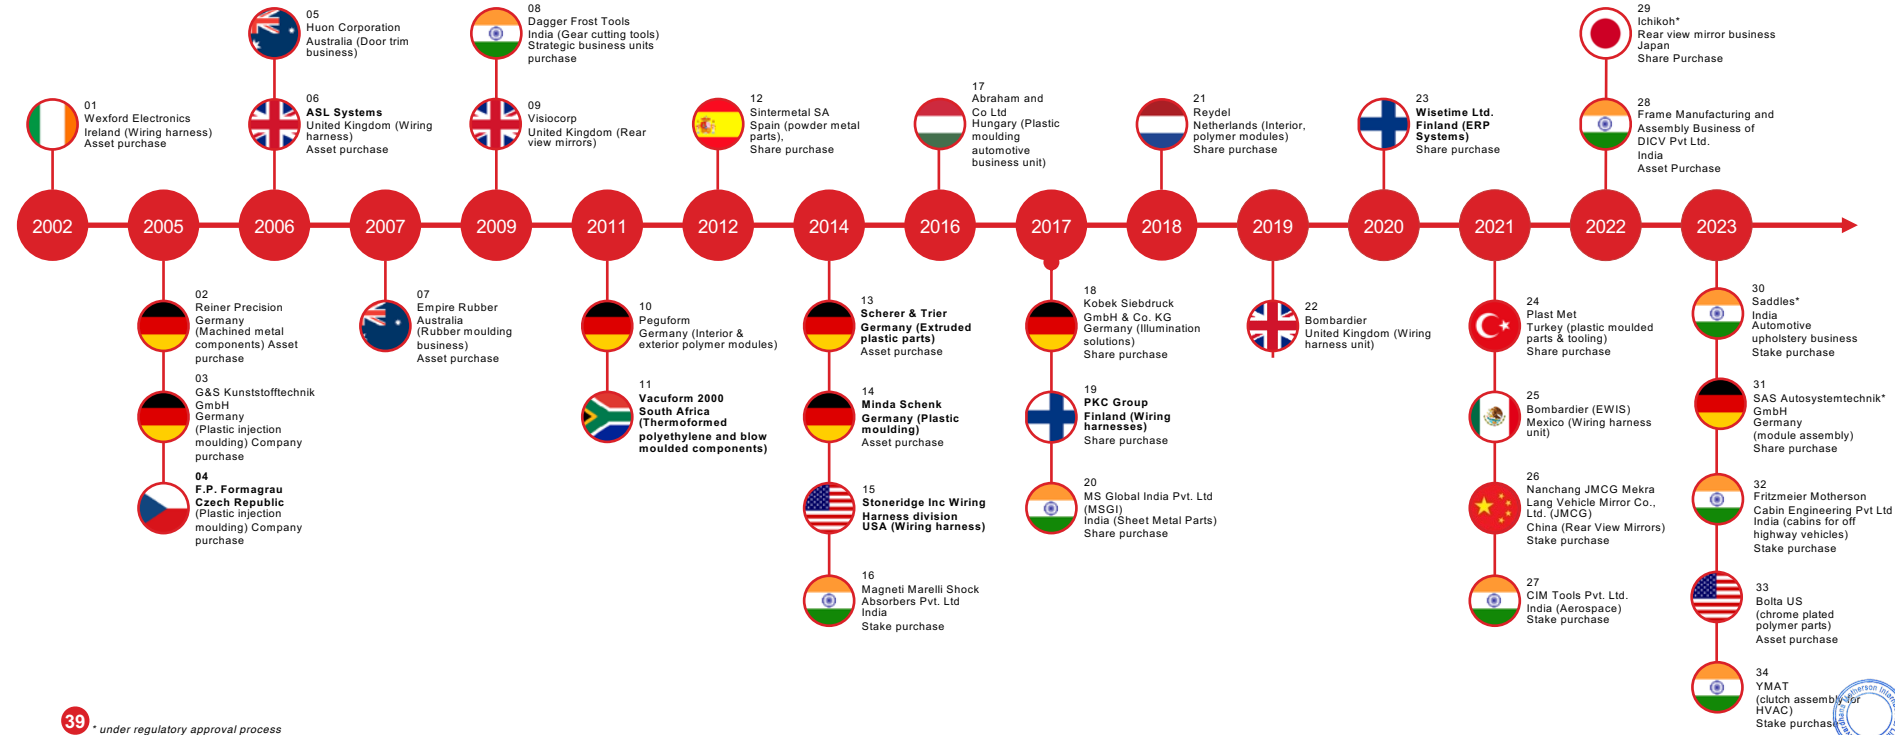 01
Wexford Electronics
Ireland (Wiring harness)
Asset purchase
05
Huon Corporation
Australia (Door trim
business)
06
ASL Systems
United Kingdom (Wiring
harness)
Asset purchase
08
Dagger Frost Tools
India (Gear cutting tools)
Strategic business units
purchase
09
Visiocorp
United Kingdom (Rear
view mirrors)
12
Sintermetal SA
Spain (powder metal
parts),
Share purchase
17
Abraham and
Co Ltd
Hungary (Plastic
moulding
automotive
business unit)
21
Reydel
Netherlands (Interior,
polymer modules)
Share purchase
23
Wisetime Ltd.
Finland (ERP
Systems)
Share purchase
29
Ichikoh*
Rear view mirror business
Japan
Share Purchase
28
Frame Manufacturing and
Assembly Business of
DICV Pvt Ltd.
India
Asset Purchase
2002
2005
2006
2007
2009
2011
2012
2014
2016
2017
2018
2019
2020
2021
2022
2023
02
Reiner Precision
Germany
(Machined metal
components) Asset
purchase
03
G&S Kunststofftechnik
GmbH
Germany
(Plastic injection
moulding) Company
purchase
04
F.P. Formagrau
Czech Republic
(Plastic injection
moulding) Company
purchase
07
Empire Rubber
Australia
(Rubber moulding
business)
Asset purchase
10
Peguform
Germany (Interior &
exterior polymer modules)
11
Vacuform 2000
South Africa
(Thermoformed
polyethylene and blow
moulded components)
13
Scherer & Trier
Germany (Extruded
plastic parts)
Asset purchase
14
Minda Schenk
Germany (Plastic
moulding)
Asset purchase
15
Stoneridge Inc Wiring
Harness division
USA (Wiring harness)
16
Magneti Marelli Shock
Absorbers Pvt. Ltd
India
Stake purchase
18
Kobek Siebdruck
GmbH & Co. KG
Germany (Illumination
solutions)
Share purchase
19
PKC Group
Finland (Wiring
harnesses)
Share purchase
20
MS Global India Pvt. Ltd
(MSGI)
India (Sheet Metal Parts)
Share purchase
22
Bombardier
United Kingdom (Wiring
harness unit)
24
Plast Met
Turkey (plastic moulded
parts & tooling)
Share purchase
25
Bombardier (EWIS)
Mexico (Wiring harness
unit)
26
Nanchang JMCG Mekra
Lang Vehicle Mirror Co.,
Ltd. (JMCG)
China (Rear View Mirrors)
Stake purchase
27
CIM Tools Pvt. Ltd.
India (Aerospace)
Stake purchase
30
Saddles*
India
Automotive
upholstery business
Stake purchase
31
SAS Autosystemtechnik*
GmbH
Germany
(module assembly)
Share purchase
32
Fritzmeier Motherson
Cabin Engineering Pvt Ltd
India (cabins for off
highway vehicles)
Stake purchase
33
Bolta US
(chrome plated
polymer parts)
Asset purchase
34
YMAT
(clutch assembly for
HVAC)
Stake purchase
39
* under regulatory approval process